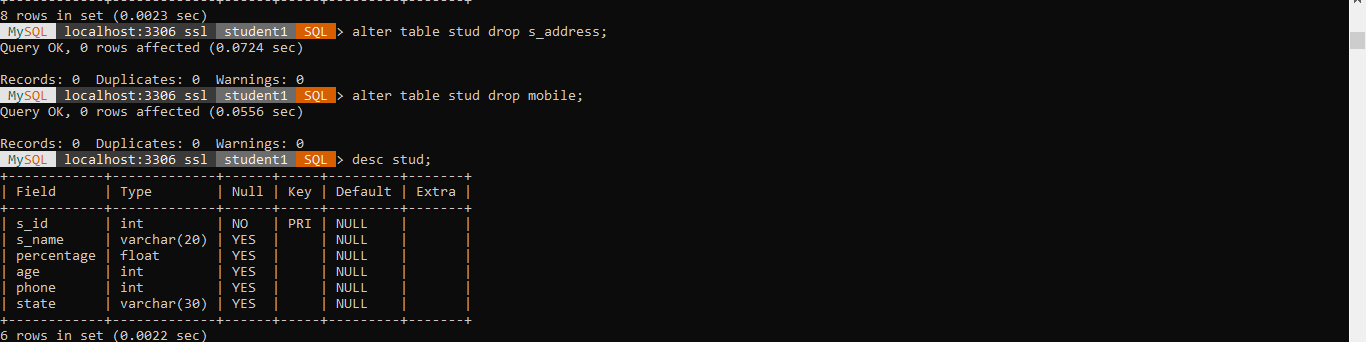 8 rows in set (0.0023 sec)
MySQL localhost:3306 ssl student1 SQL > alter table stud drop s_address;
Query OK, 0 rows affected (0.0724 sec)

Records: 0  Duplicates: 0  Warnings: 0
MySQL localhost:3306 ssl student1 SQL > alter table stud drop mobile;
Query OK, 0 rows affected (0.0556 sec)

Records: 0  Duplicates: 0  Warnings: 0
MySQL localhost:3306 ssl student1 SQL > desc stud;
+------------+-------------+------+-----+---------+-------+
| Field      | Type        | Null | Key | Default | Extra |
+------------+-------------+------+-----+---------+-------+
| s_id       | int         | NO   | PRI | NULL    |       |
| s_name     | varchar(20) | YES  |     | NULL    |       |
| percentage | float       | YES  |     | NULL    |       |
| age        | int         | YES  |     | NULL    |       |
| phone      | int         | YES  |     | NULL    |       |
| state      | varchar(30) | YES  |     | NULL    |       |
+------------+-------------+------+-----+---------+-------+
6 rows in set (0.0022 sec)